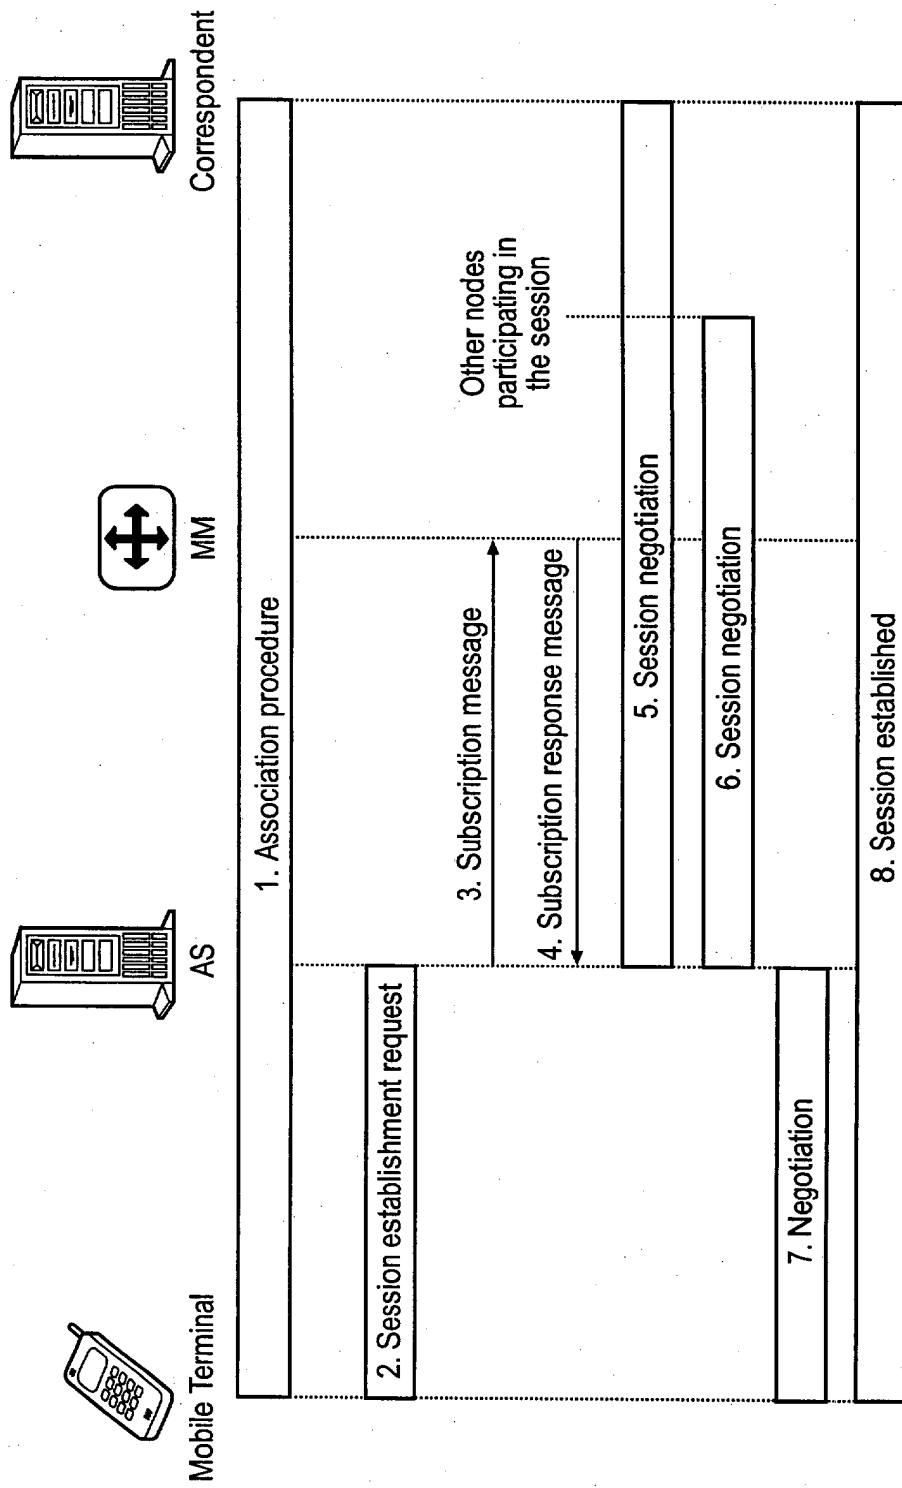 Mobile Terminal
AS
MM
Correspondent
1. Association procedure
2. Session establishment request
3. Subscription message
4. Subscription response message
Other nodes
participating in
the session
5. Session negotiation
6. Session negotiation
7. Negotiation
8. Session established